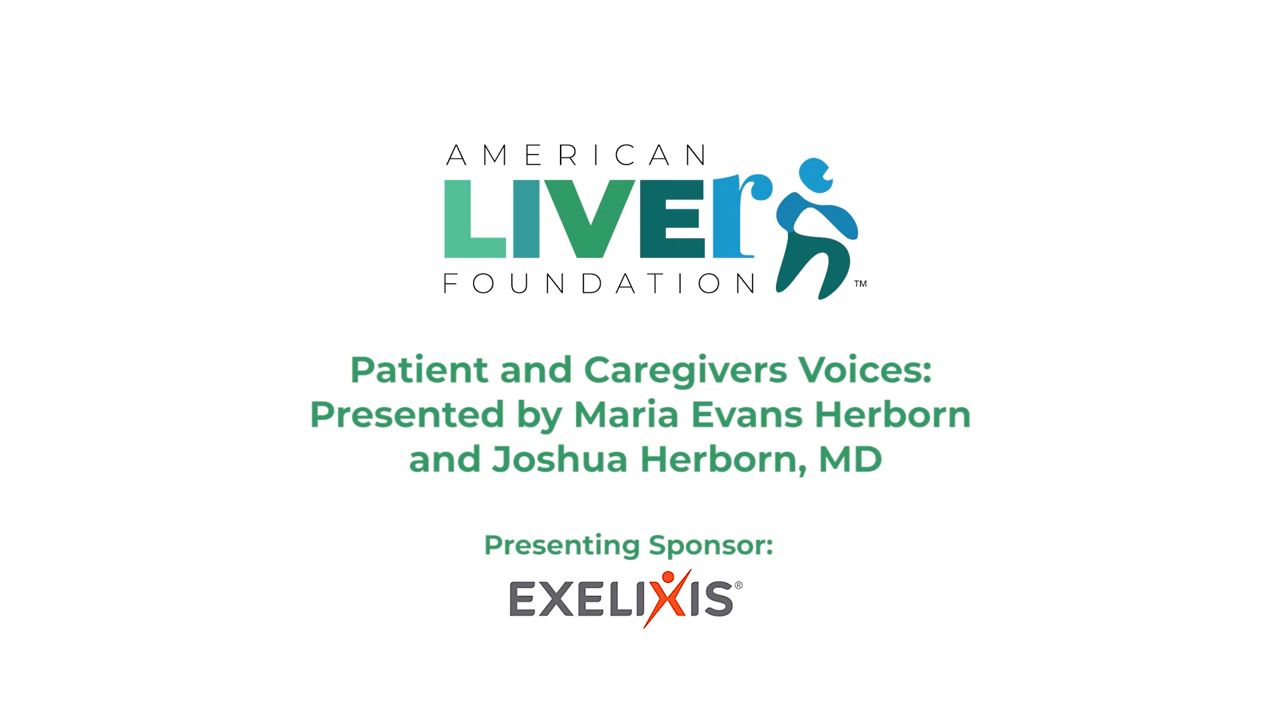 AMERICAN
LIVEr
FOUNDATION
™
Patient and Caregivers Voices:
Presented by Maria Evans Herborn
and Joshua Herborn, MD
Presenting Sponsor:
EXELIXIS®